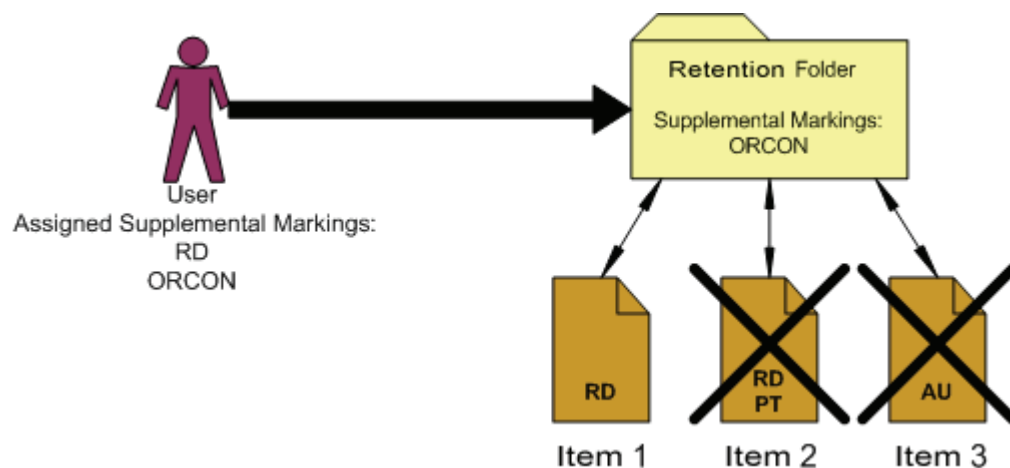 Retention Folder
Supplemental Markings:
ORCON
User
Assigned Supplemental Markings:
RD
ORCON
RD
RD
PT
AU
Item 1
Item 2
Item 3